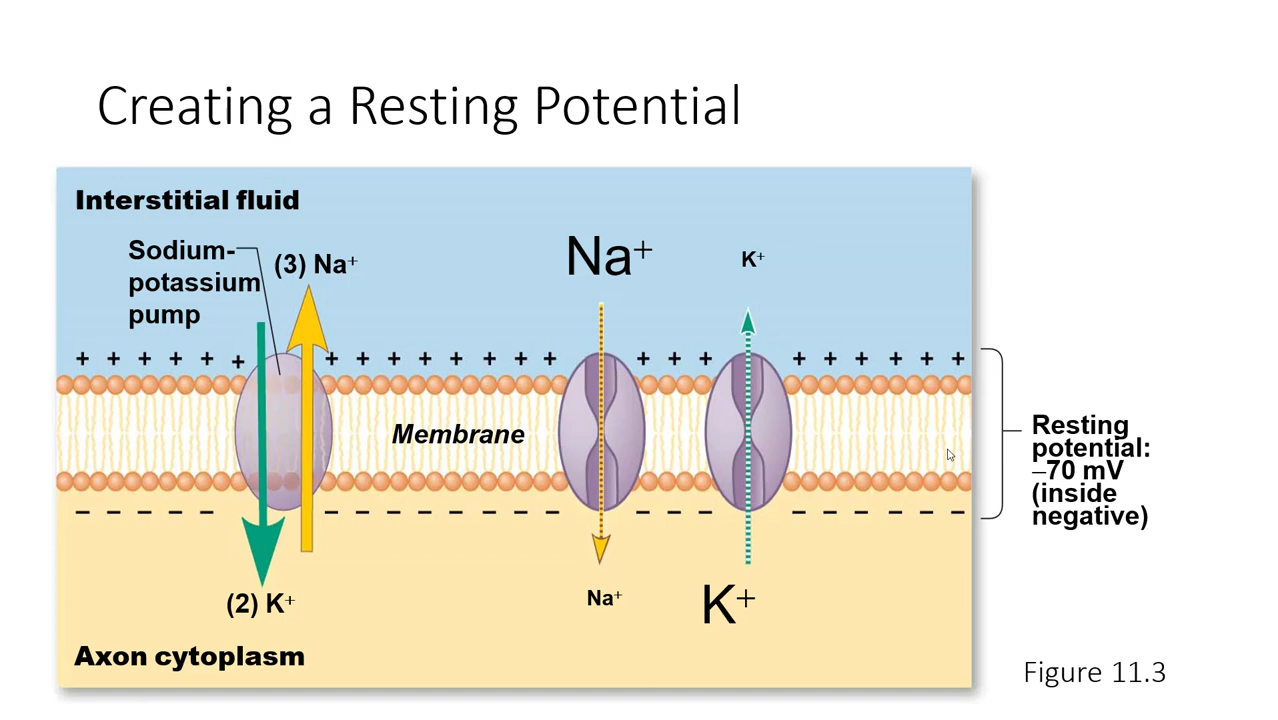 Creating a Resting Potential
Interstitial fluid
Sodium-
potassium
pump
(3) Na⁺
Na⁺
K⁺
+ + + + + + + + + + + + + + + + + + + + + + +
Membrane
Resting
potential:
–70 mV
(inside
negative)
– – – – – – – – – – – – – – – – – – – – – –
(2) K⁺
Na⁺
K⁺
Axon cytoplasm
Figure 11.3